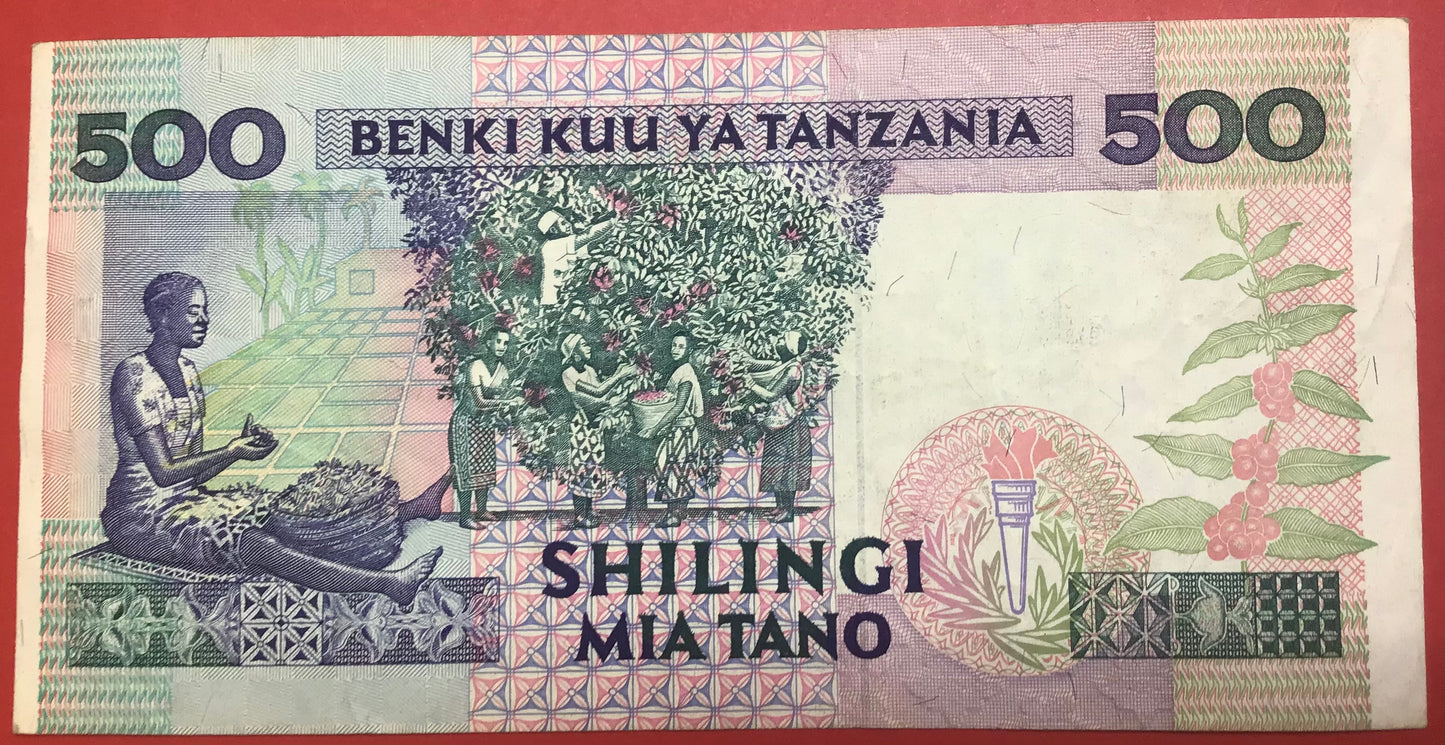 500 BENKI KUU YA TANZANIA 500
SHILINGI
MIA TANO